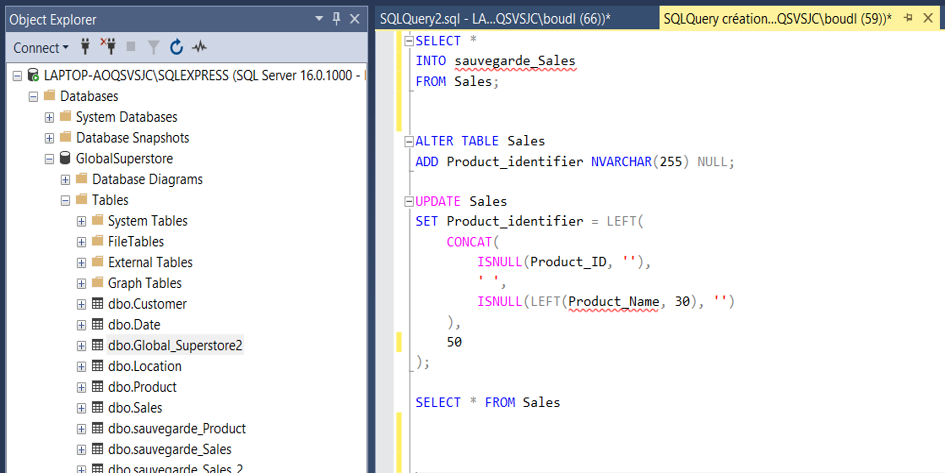 Object Explorer
Connect
LAPTOP-AOQSVSJC\SQLEXPRESS (SQL Server 16.0.1000 -
Databases
System Databases
Database Snapshots
GlobalSuperstore
Database Diagrams
Tables
System Tables
FileTables
External Tables
Graph Tables
dbo.Customer
dbo.Date
dbo.Global_Superstore2
dbo.Location
dbo.Product
dbo.Sales
dbo.sauvegarde_Product
dbo.sauvegarde_Sales
dbo.sauvegarde_Sales_2
SQLQuery2.sql - LA...QSVSJC\boudl (66))*
SQLQuery création...QSVSJC\boudl (59))*
SELECT *
INTO sauvegarde_Sales
FROM Sales;
ALTER TABLE Sales
ADD Product_identifier NVARCHAR(255) NULL;
UPDATE Sales
SET Product_identifier = LEFT(
CONCAT(
ISNULL(Product_ID, ''),
' ',
ISNULL(LEFT(Product_Name, 30), '')
),
50
);
SELECT * FROM Sales